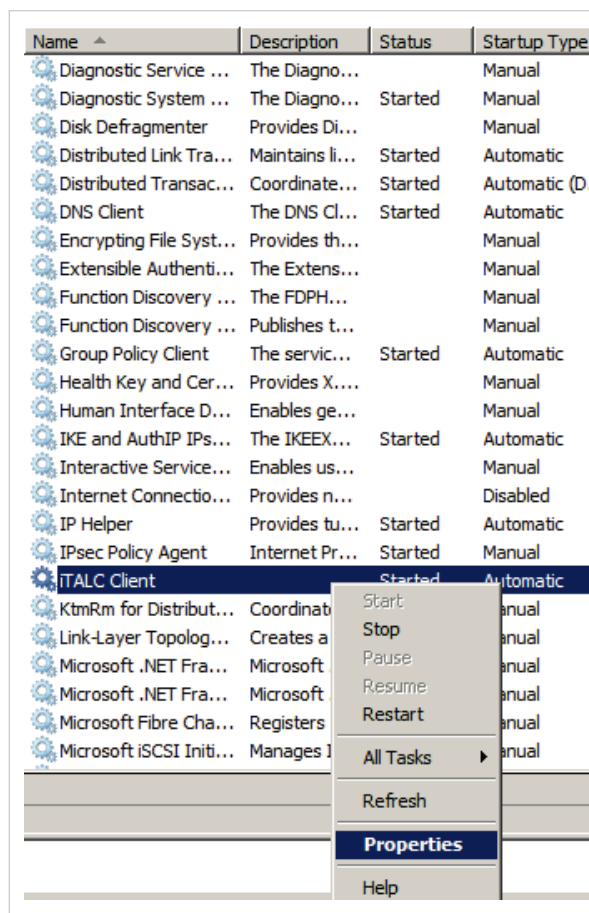 Name Description Status Startup Type
Diagnostic Service ... The Diagno... Manual
Diagnostic System ... The Diagno... Started Manual
Disk Defragmenter Provides Di... Manual
Distributed Link Tra... Maintains li... Started Automatic
Distributed Transac... Coordinate... Started Automatic (D
DNS Client The DNS Cl... Started Automatic
Encrypting File Syst... Provides th... Manual
Extensible Authenti... The Extens... Manual
Function Discovery ... The FDPH... Manual
Function Discovery ... Publishes t... Manual
Group Policy Client The servic... Started Automatic
Health Key and Cer... Provides X.... Manual
Human Interface D... Enables ge... Manual
IKE and AuthIP IPs... The IKEEX... Started Automatic
Interactive Service... Enables us... Manual
Internet Connectio... Provides n... Disabled
IP Helper Provides tu... Started Automatic
IPsec Policy Agent Internet Pr... Started Manual
iTALC Client Started Automatic
KtmRm for Distribut... Coordinat anual
Link-Layer Topolog... Creates a anual
Microsoft .NET Fra... Microsoft anual
Microsoft .NET Fra... Microsoft anual
Microsoft Fibre Cha... Registers anual
Microsoft iSCSI Initi... Manages anual
Start
Stop
Pause
Resume
Restart
All Tasks
Refresh
Properties
Help